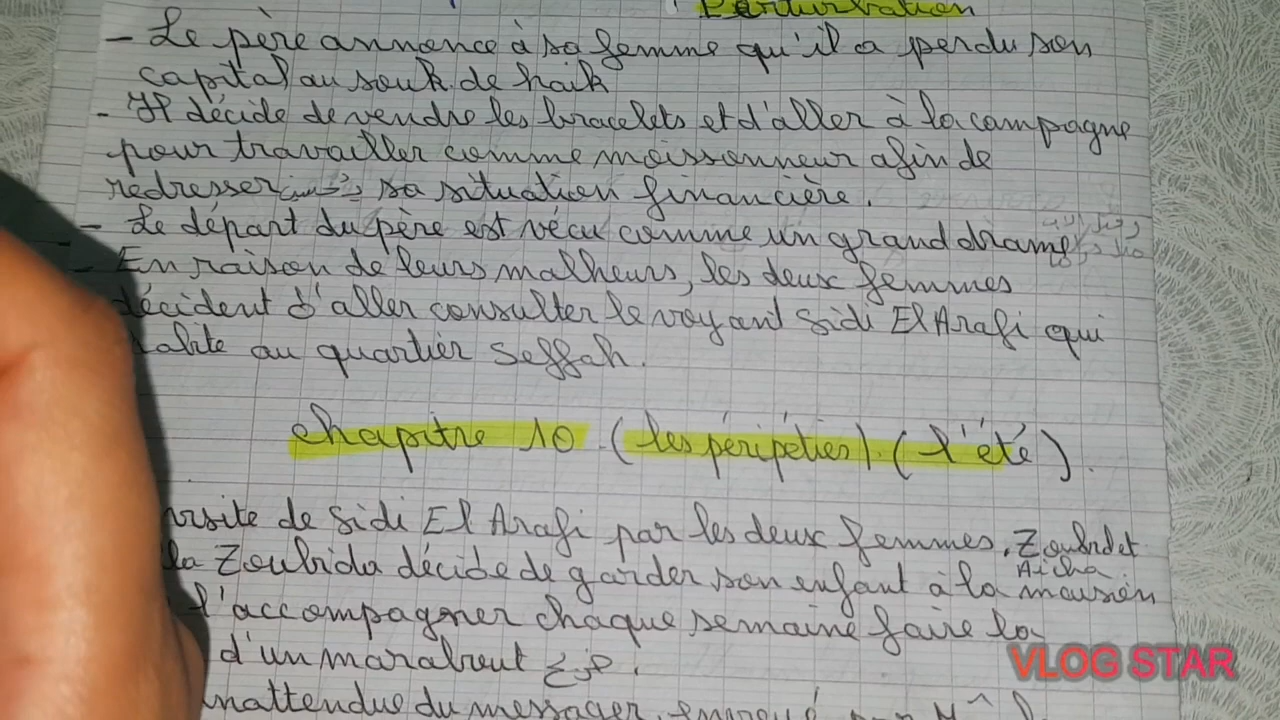 Perturbation
- Le père annonce à sa femme qu'il a perdu son
capital au souk de haik
- Il décide de vendre les bracelets et d'aller à la campagne
pour travailler comme moissonneur afin de
redresser sa situation financière.
- Le départ du père est vécu comme un grand drame
- En raison de leurs malheurs, les deux femmes
décident d'aller consulter le voyant Sidi El Arafi qui
au quartier Seffah.
chapitre 10 (les péripéties) (l'été).
visite de Sidi El Arafi par les deux femmes, Zoubida et
Aicha
la Zoubida décide de garder son enfant à la maison
l'accompagner chaque semaine faire la
d'un marabout
inattendue du messager, envoyé par
VLOG STAR